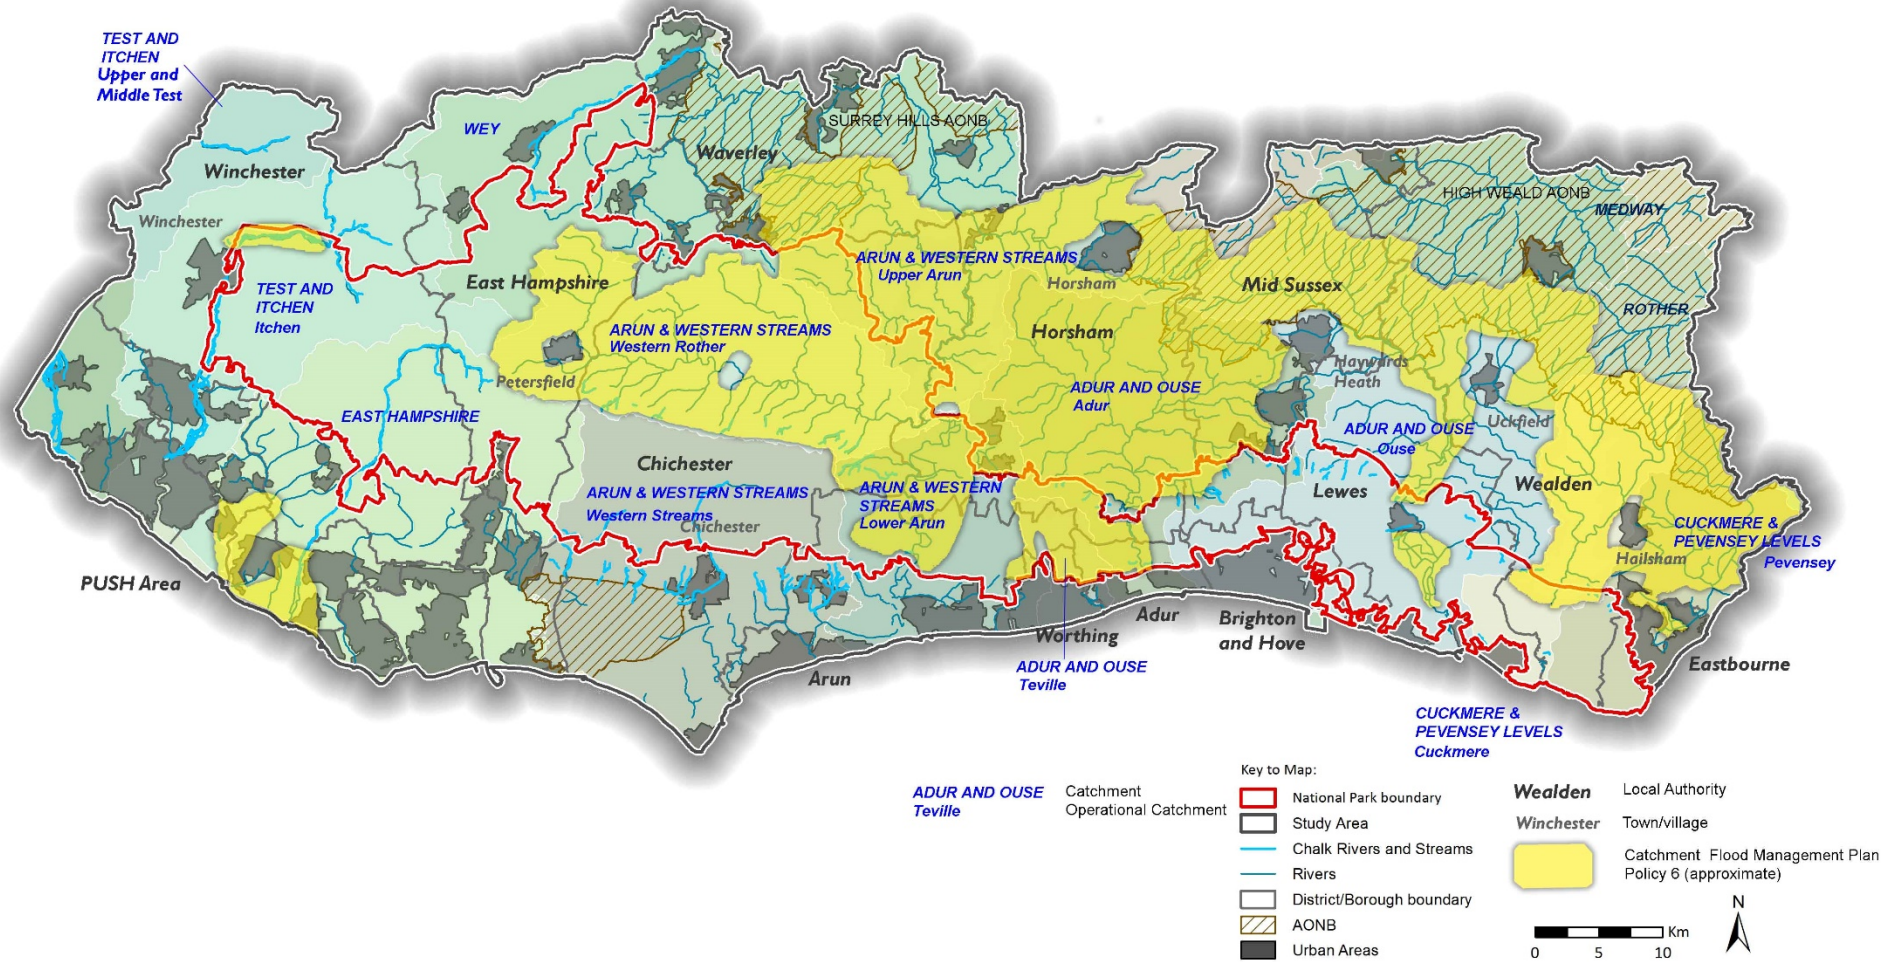 TEST AND
ITCHEN
Upper and
Middle Test
WEY
SURREY HILLS AONB
Waverley
Winchester
HIGH WEALD AONB
MEDWAY
Winchester
ARUN & WESTERN STREAMS
Upper Arun
East Hampshire
Horsham
Mid Sussex
TEST AND
ITCHEN
Itchen
ROTHER
ARUN & WESTERN STREAMS
Western Rother
Horsham
Haywards
Heath
Petersfield
ADUR AND OUSE
Adur
EAST HAMPSHIRE
Uckfield
ADUR AND OUSE
Ouse
Chichester
ARUN & WESTERN STREAMS
Western Streams
Chichester
ARUN & WESTERN
STREAMS
Lower Arun
Lewes
Wealden
CUCKMERE &
PEVENSEY LEVELS
Pevensey
Hailsham
PUSH Area
Worthing
Adur
Brighton
and Hove
Eastbourne
Arun
ADUR AND OUSE
Teville
CUCKMERE &
PEVENSEY LEVELS
Cuckmere
ADUR AND OUSE
Teville
Catchment
Operational Catchment
Key to Map:
National Park boundary
Study Area
Chalk Rivers and Streams
Rivers
District/Borough boundary
AONB
Urban Areas
Wealden
Local Authority
Winchester
Town/village
Catchment Flood Management Plan
Policy 6 (approximate)
N
Km
0 5 10